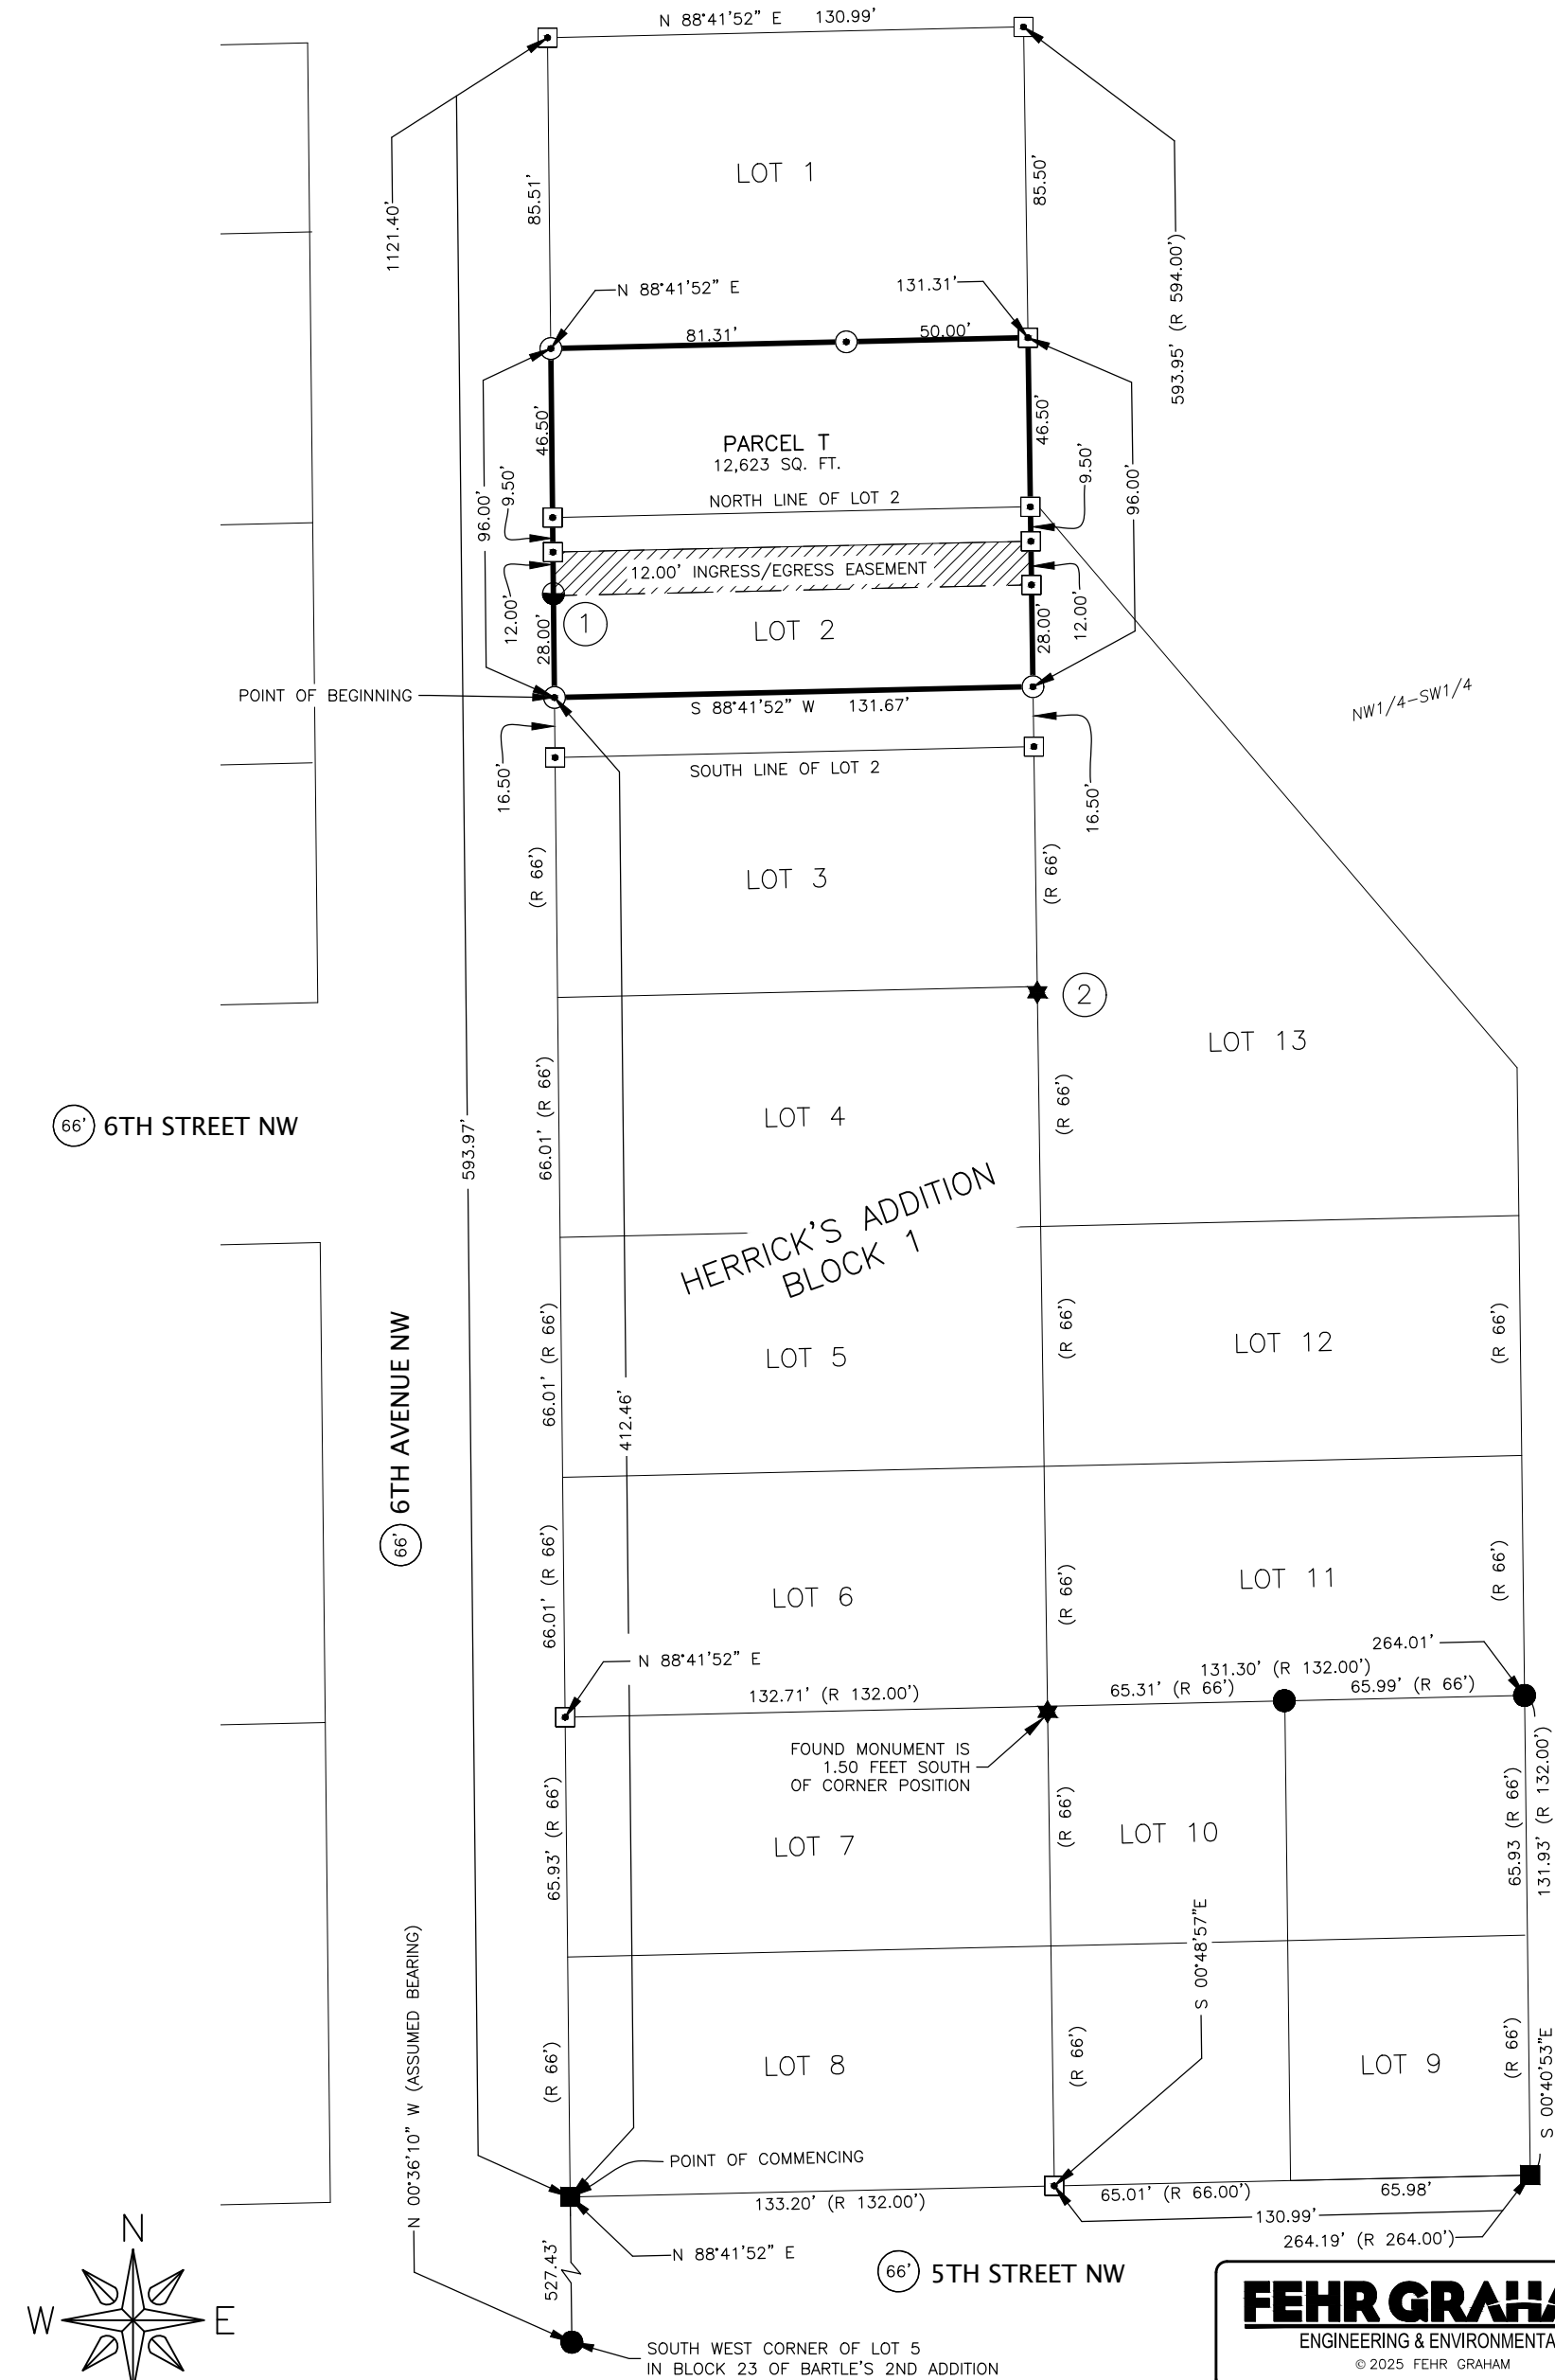 N 88°41'52" E 130.99'
LOT 1
85.51'
85.50'
1121.40'
593.95' (R 594.00')
N 88°41'52" E
131.31'
81.31'
50.00'
46.50'
46.50'
PARCEL T
12,623 SQ. FT.
9.50'
9.50'
96.00'
96.00'
NORTH LINE OF LOT 2
12.00' INGRESS/EGRESS EASEMENT
12.00'
12.00'
1
28.00'
28.00'
LOT 2
POINT OF BEGINNING
S 88°41'52" W 131.67'
NW1/4-SW1/4
16.50'
16.50'
SOUTH LINE OF LOT 2
(R 66')
(R 66')
LOT 3
2
LOT 13
66.01' (R 66')
(R 66')
LOT 4
66' 6TH STREET NW
593.97'
HERRICK'S ADDITION
BLOCK 1
66' 6TH AVENUE NW
66.01' (R 66')
(R 66')
(R 66')
LOT 5
LOT 12
412.46'
66.01' (R 66')
(R 66')
(R 66')
LOT 6
LOT 11
N 88°41'52" E
264.01'
131.30' (R 132.00')
132.71' (R 132.00')
65.31' (R 66')
65.99' (R 66')
FOUND MONUMENT IS
1.50 FEET SOUTH
OF CORNER POSITION
65.93' (R 66')
(R 66')
65.93 (R 66')
131.93' (R 132.00')
LOT 7
LOT 10
S 00°48'57"E
N 00°36'10" W (ASSUMED BEARING)
(R 66')
(R 66')
(R 66')
S 00°40'53"E
LOT 8
LOT 9
POINT OF COMMENCING
133.20' (R 132.00')
65.01' (R 66.00')
65.98'
130.99'
264.19' (R 264.00')
N 88°41'52" E
527.43'
66' 5TH STREET NW
N
W E
SOUTH WEST CORNER OF LOT 5
IN BLOCK 23 OF BARTLE'S 2ND ADDITION
FEHR GRAHA
ENGINEERING & ENVIRONMENTA
© 2025 FEHR GRAHAM